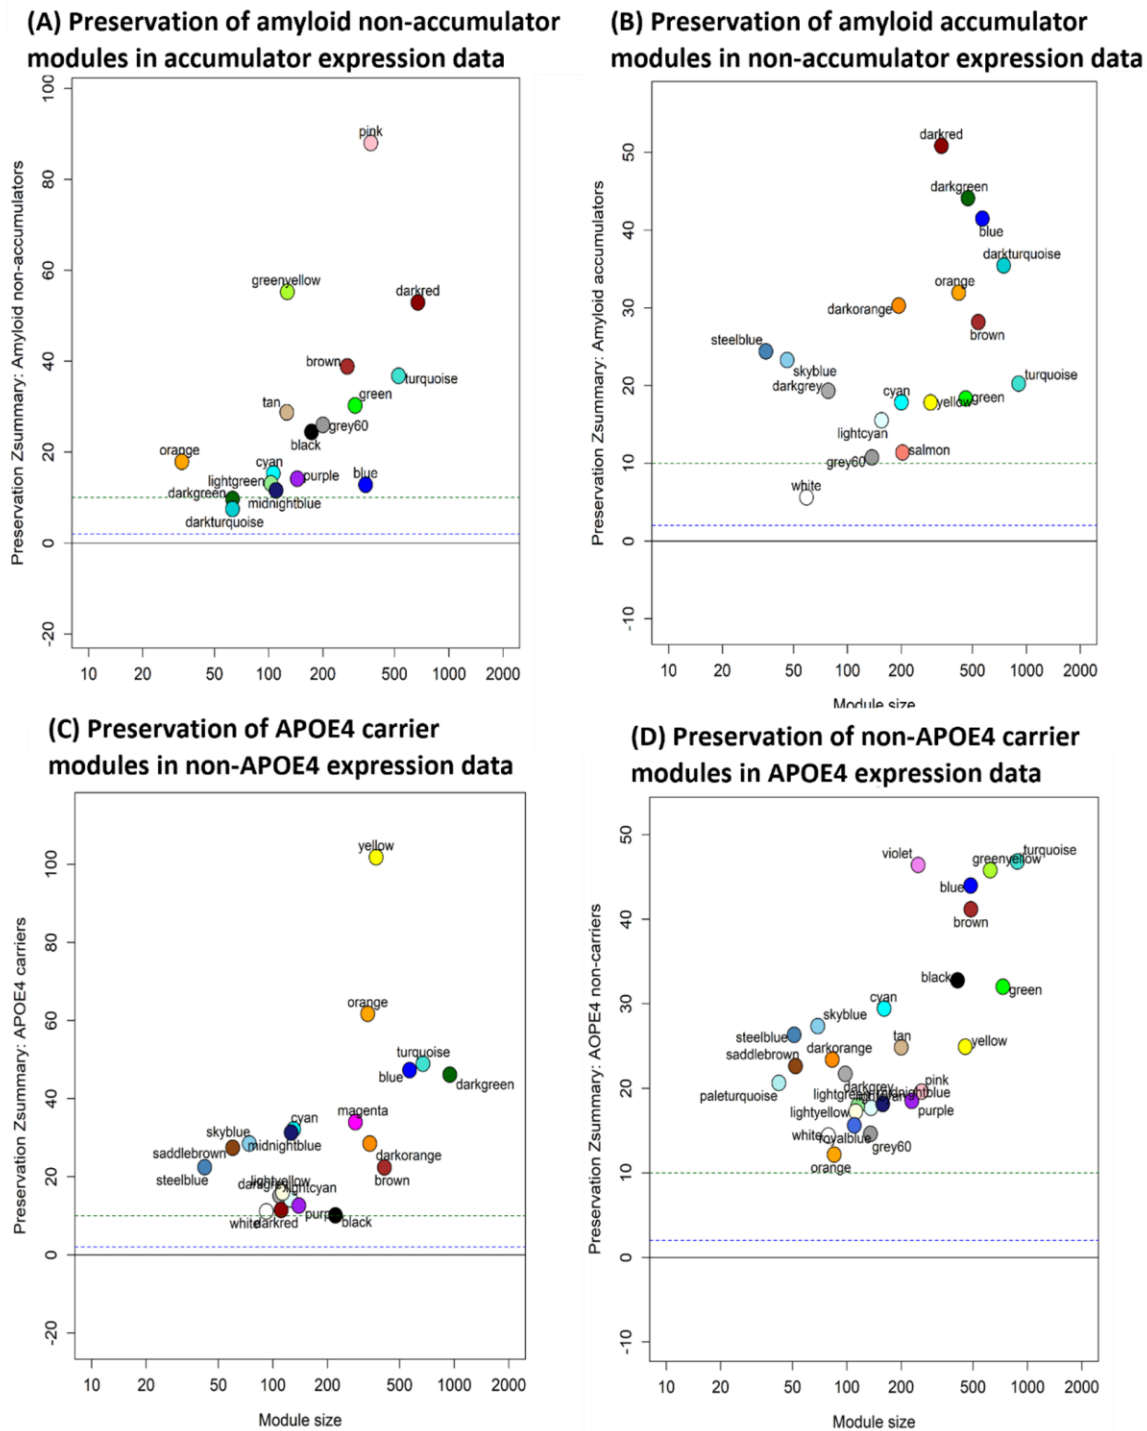 (A) Preservation of amyloid non-accumulator
modules in accumulator expression data
Preservation Zsummary: Amyloid non-accumulators
100
80
60
40
20
0
-20
pink
greenyellow
darkred
brown
turquoise
tan
green
grey60
black
orange
cyan
lightgreen
purple
blue
darkgreen
midnightblue
darkturquoise
10 20 50 100 200 500 1000 2000
(B) Preservation of amyloid accumulator
modules in non-accumulator expression data
Preservation Zsummary: Amyloid accumulators
50
40
30
20
10
0
-10
darkred
darkgreen
blue
darkturquoise
orange
darkorange
brown
steelblue
skyblue
turquoise
darkgrey
cyan
yellow
green
lightcyan
salmon
grey60
white
10 20 50 100 200 500 1000 2000
Module size
(C) Preservation of APOE4 carrier
modules in non-APOE4 expression data
Preservation Zsummary: APOE4 carriers
100
80
60
40
20
0
-20
yellow
orange
turquoise
blue
darkgreen
magenta
cyan
skyblue
midnightblue
saddlebrown
darkorange
steelblue
brown
lightyellow
darkgrey
lightcyan
white
darkred
purple
black
10 20 50 100 200 500 1000 2000
Module size
(D) Preservation of non-APOE4 carrier
modules in APOE4 expression data
Preservation Zsummary: AOPE4 non-carriers
50
40
30
20
10
0
-10
violet
greenyellow
turquoise
blue
brown
black
green
cyan
skyblue
steelblue
tan
yellow
darkorange
saddlebrown
paleturquoise
darkgrey
pink
lightgreen
midnightblue
lightyellow
purple
white
royalblue
grey60
orange
10 20 50 100 200 500 1000 2000
Module size